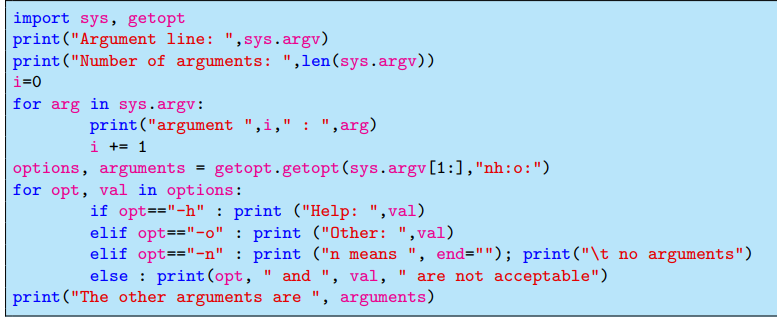 import sys, getopt
print("Argument line: ",sys.argv)
print("Number of arguments: ",len(sys.argv))
i=0
for arg in sys.argv:
        print("argument ",i," : ",arg)
        i += 1
options, arguments = getopt.getopt(sys.argv[1:],"nh:o:")
for opt, val in options:
        if opt=="-h" : print ("Help: ",val)
        elif opt=="-o" : print ("Other: ",val)
        elif opt=="-n" : print ("n means ", end=""); print("\t no arguments")
        else : print(opt, " and ", val, " are not acceptable")
print("The other arguments are ", arguments)